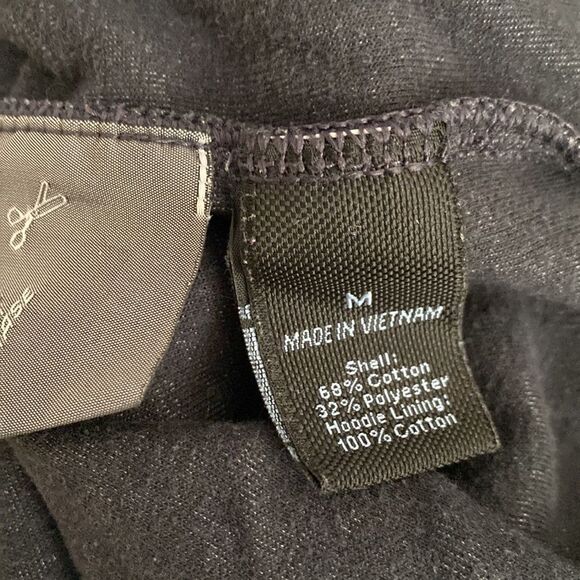 M
MADE IN VIETNAM
Shell:
68% Cotton
32% Polyester
Hoodie Lining:
100% Cotton